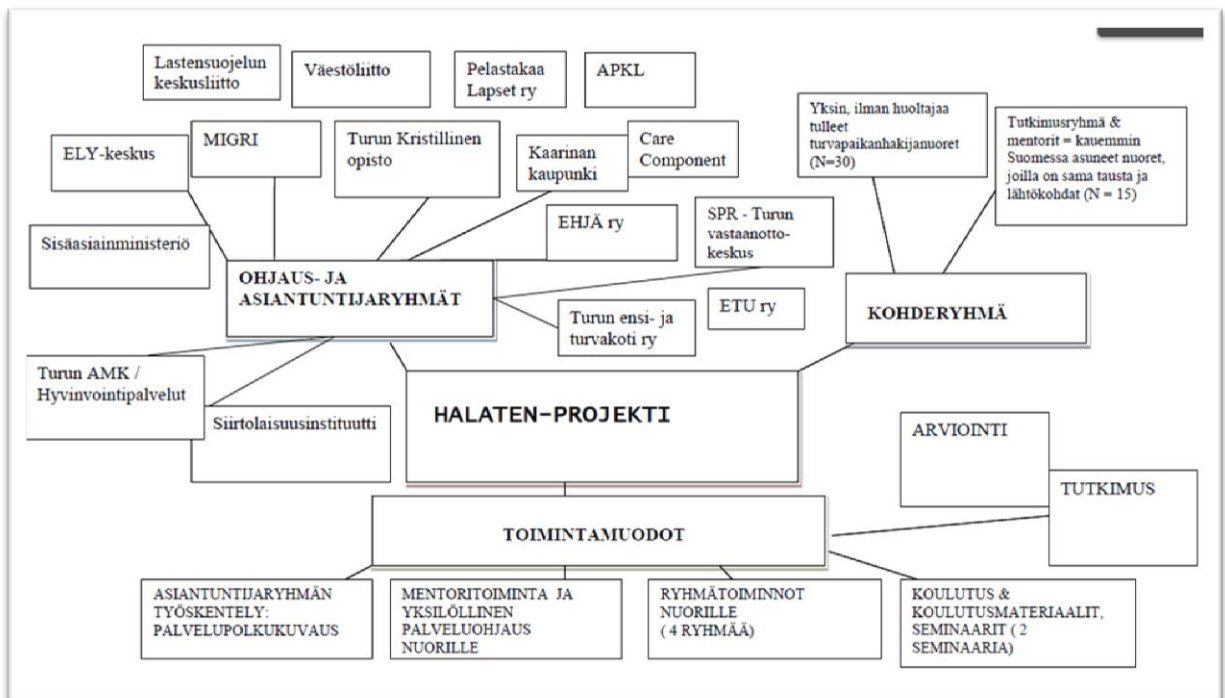 Lastensuojelun
keskusliitto
Väestöliitto
Pelastakaa
Lapset ry
APKL
Yksin, ilman huoltajaa
tulleet
turvapaikanhakijanuoret
(N=30)
Tutkimusryhmä &
mentorit = kauemmin
Suomessa asuneet nuoret,
joilla on sama tausta ja
lähtökohdat (N = 15)
ELY-keskus
MIGRI
Turun Kristillinen
opisto
Kaarinan
kaupunki
Care
Component
Sisäasiainministeriö
EHJÄ ry
SPR - Turun
vastaanotto-
keskus
OHJAUS- JA
ASIANTUNTIJARYHMÄT
Turun ensi- ja
turvakoti ry
ETU ry
KOHDERYHMÄ
Turun AMK /
Hyvinvointipalvelut
Siirtolaisuusinstituutti
HALATEN-PROJEKTI
ARVIOINTI
TUTKIMUS
TOIMINTAMUODOT
ASIANTUNTIJARYHMÄN
TYÖSKENTELY:
PALVELUPOLKUKUVAUS
MENTORITOIMINTA JA
YKSILÖLLINEN
PALVELUOHJAUS
NUORILLE
RYHMÄTOIMINNOT
NUORILLE
( 4 RYHMÄÄ)
KOULUTUS &
KOULUTUSMATERIAALIT,
SEMINAARIT ( 2
SEMINAARIA)